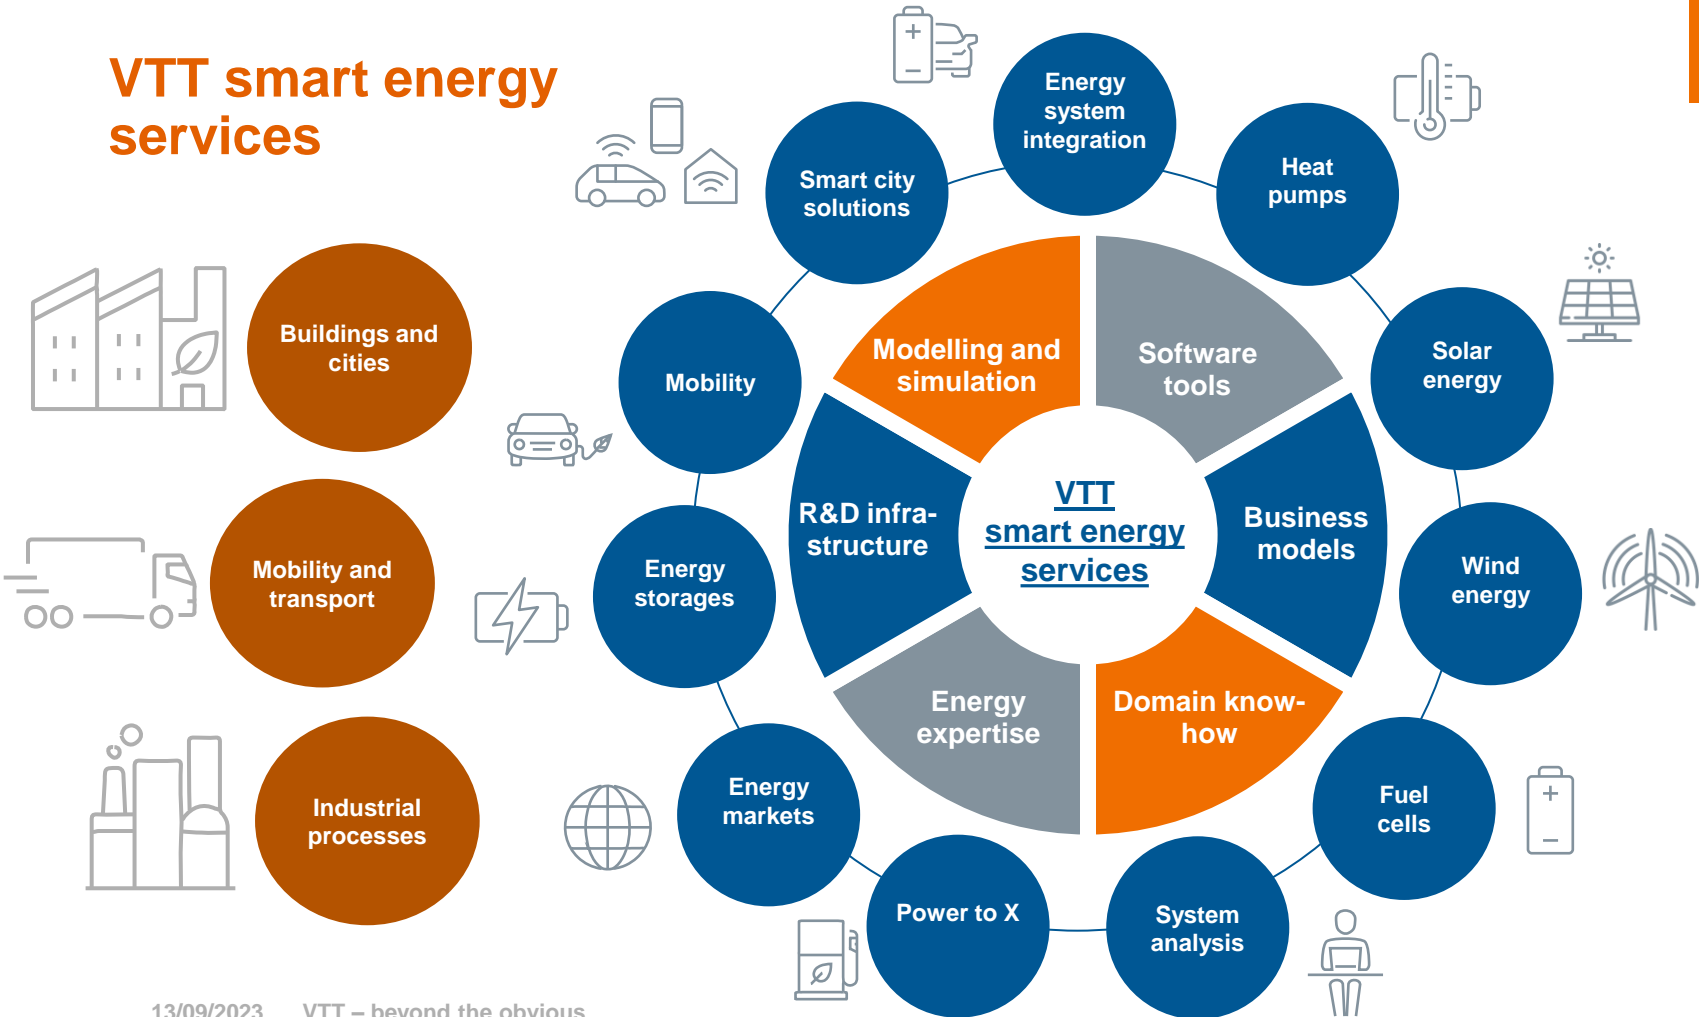 VTT smart energy
services
Buildings and
cities
Mobility and
transport
Industrial
processes
Energy
system
integration
Heat
pumps
Solar
energy
Wind
energy
Fuel
cells
System
analysis
Power to X
Energy
markets
Energy
storages
Mobility
Smart city
solutions
Modelling and
simulation
Software
tools
Business
models
Domain know-
how
Energy
expertise
R&D infra-
structure
VTT
smart energy
services
13/09/2023 VTT – beyond the obvious